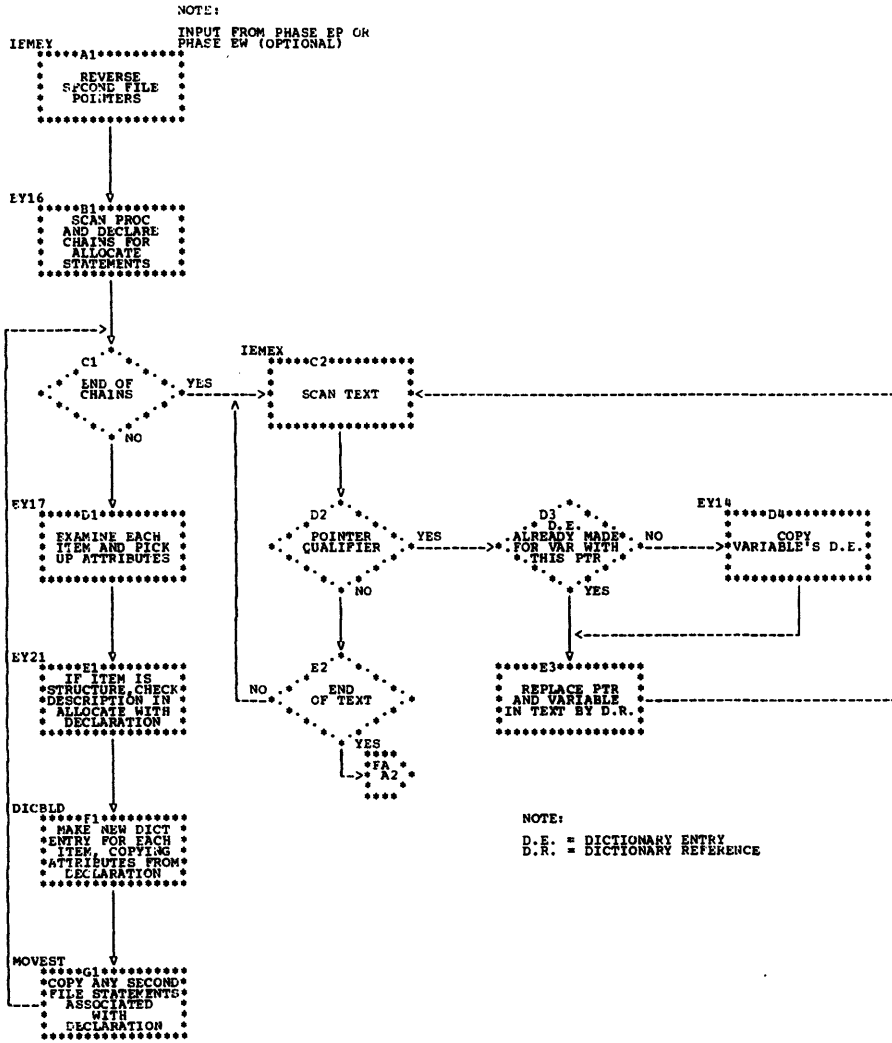 NOTE:
INPUT FROM PHASE EP OR
PHASE EW (OPTIONAL)
IEMEY
A1
REVERSE
SECOND FILE
POINTERS
EY16
B1
SCAN PROC
AND DECLARE
CHAINS FOR
ALLOCATE
STATEMENTS
C1
END OF
CHAINS
YES
NO
IEMEX
C2
SCAN TEXT
EY17
D1
EXAMINE EACH
ITEM AND PICK
UP ATTRIBUTES
D2
POINTER
QUALIFIER
YES
NO
D3
D.E.
ALREADY MADE
FOR VAR WITH
THIS PTR
NO
YES
EY14
D4
COPY
VARIABLE'S D.E.
EY21
E1
IF ITEM IS
STRUCTURE,CHECK
DESCRIPTION IN
ALLOCATE WITH
DECLARATION
E2
END
OF TEXT
NO
YES
E3
REPLACE PTR
AND VARIABLE
IN TEXT BY D.R.
FA
A2
DICBLD
F1
MAKE NEW DICT
ENTRY FOR EACH
ITEM, COPYING
ATTRIBUTES FROM
DECLARATION
NOTE:
D.E. = DICTIONARY ENTRY
D.R. = DICTIONARY REFERENCE
MOVEST
G1
COPY ANY SECOND
FILE STATEMENTS
ASSOCIATED
WITH
DECLARATION